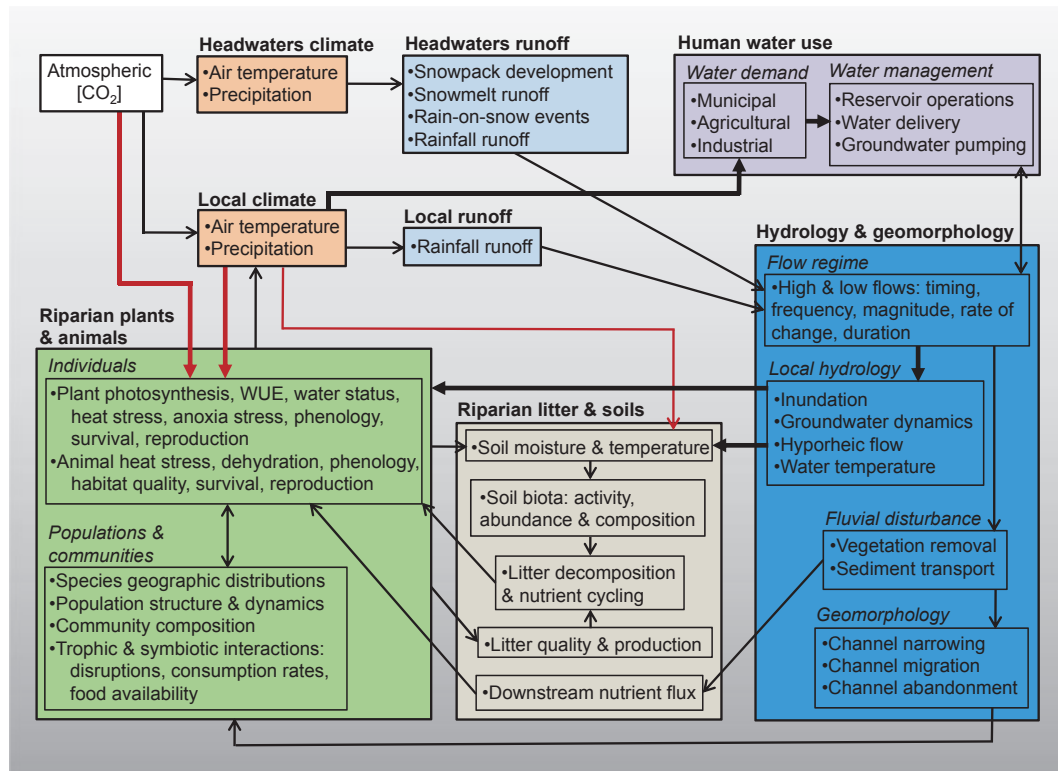 Headwaters climate
Headwaters runoff
Human water use
Atmospheric
[CO₂]
•Air temperature
•Precipitation
•Snowpack development
•Snowmelt runoff
•Rain-on-snow events
•Rainfall runoff
Water demand
•Municipal
•Agricultural
•Industrial
Water management
•Reservoir operations
•Water delivery
•Groundwater pumping
Local climate
•Air temperature
•Precipitation
Local runoff
•Rainfall runoff
Hydrology & geomorphology
Flow regime
•High & low flows: timing,
frequency, magnitude, rate of
change, duration
Local hydrology
•Inundation
•Groundwater dynamics
•Hyporheic flow
•Water temperature
Fluvial disturbance
•Vegetation removal
•Sediment transport
Geomorphology
•Channel narrowing
•Channel migration
•Channel abandonment
Riparian plants
& animals
Individuals
•Plant photosynthesis, WUE, water status,
heat stress, anoxia stress, phenology,
survival, reproduction
•Animal heat stress, dehydration, phenology,
habitat quality, survival, reproduction
Populations &
communities
•Species geographic distributions
•Population structure & dynamics
•Community composition
•Trophic & symbiotic interactions:
disruptions, consumption rates,
food availability
Riparian litter & soils
•Soil moisture & temperature
•Soil biota: activity,
abundance & composition
•Litter decomposition
& nutrient cycling
•Litter quality & production
•Downstream nutrient flux